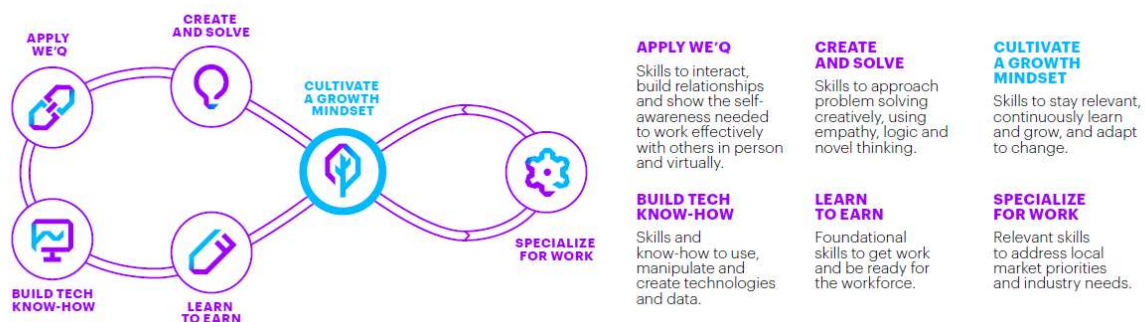 CREATE
AND SOLVE
APPLY
WE'Q
CULTIVATE
A GROWTH
MINDSET
SPECIALIZE
FOR WORK
BUILD TECH
KNOW-HOW
LEARN
TO EARN
APPLY WE'Q
Skills to interact,
build relationships
and show the self-
awareness needed
to work effectively
with others in person
and virtually.
CREATE
AND SOLVE
Skills to approach
problem solving
creatively, using
empathy, logic and
novel thinking.
CULTIVATE
A GROWTH
MINDSET
Skills to stay relevant,
continuously learn
and grow, and adapt
to change.
BUILD TECH
KNOW-HOW
Skills and
know-how to use,
manipulate and
create technologies
and data.
LEARN
TO EARN
Foundational
skills to get work
and be ready for
the workforce.
SPECIALIZE
FOR WORK
Relevant skills
to address local
market priorities
and industry needs.